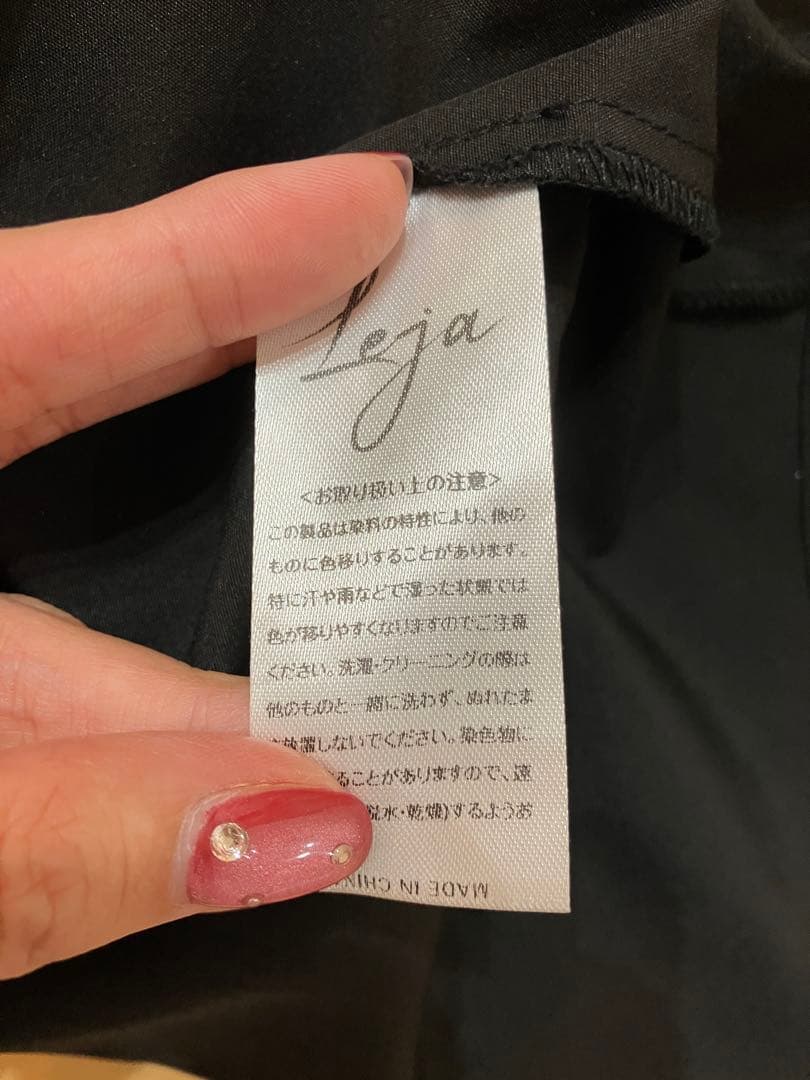 Leja
<お取り扱い上の注意>
この製品は染料の特性により、他の
ものに色移りすることがあります。
特に汗や雨などで湿った状態では
色が移りやすくなりますのでご注意
ください。洗濯・クリーニングの際は
他のものと一緒に洗わず、ぬれたま
放置しないでください。染色物に
ることがありますので、速
脱水・乾燥)するようお
MADE IN CHINA